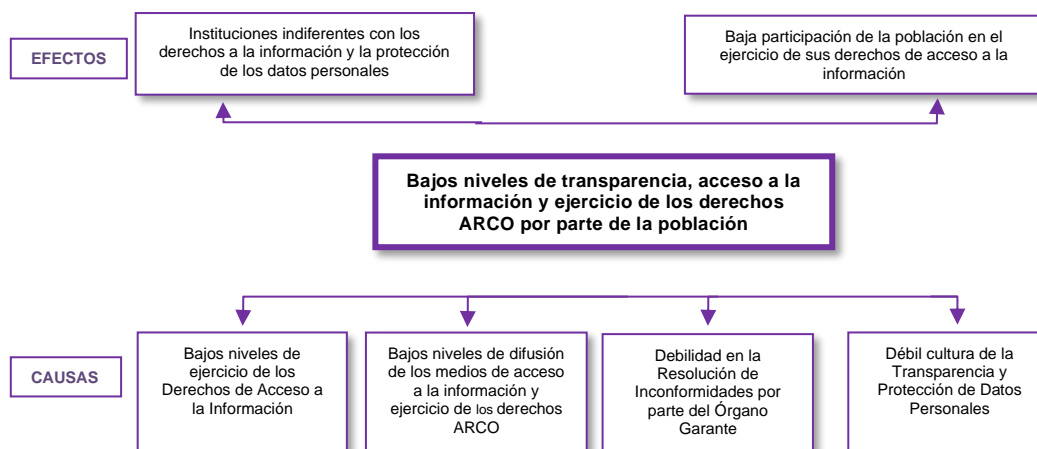 EFECTOS
Instituciones indiferentes con los
derechos a la información y la protección
de los datos personales
Baja participación de la población en el
ejercicio de sus derechos de acceso a la
información
Bajos niveles de transparencia, acceso a la
información y ejercicio de los derechos
ARCO por parte de la población
CAUSAS
Bajos niveles de
ejercicio de los
Derechos de Acceso a
la Información
Bajos niveles de difusión
de los medios de acceso
a la información y
ejercicio de los derechos
ARCO
Debilidad en la
Resolución de
Inconformidades por
parte del Órgano
Garante
Débil cultura de la
Transparencia y
Protección de Datos
Personales